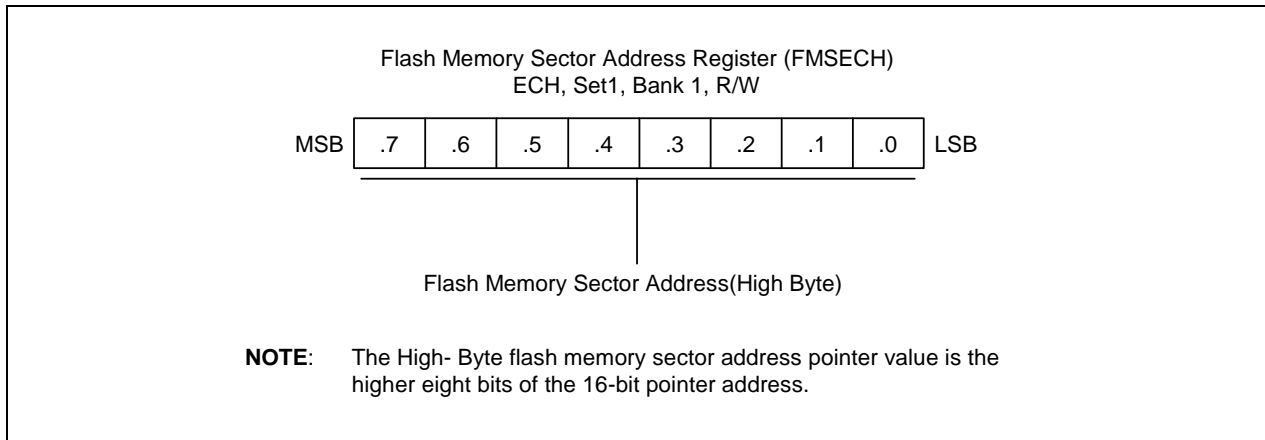 Flash Memory Sector Address Register (FMSECH)
ECH, Set1, Bank 1, R/W
MSB .7 .6 .5 .4 .3 .2 .1 .0 LSB
Flash Memory Sector Address(High Byte)
NOTE: The High- Byte flash memory sector address pointer value is the
higher eight bits of the 16-bit pointer address.